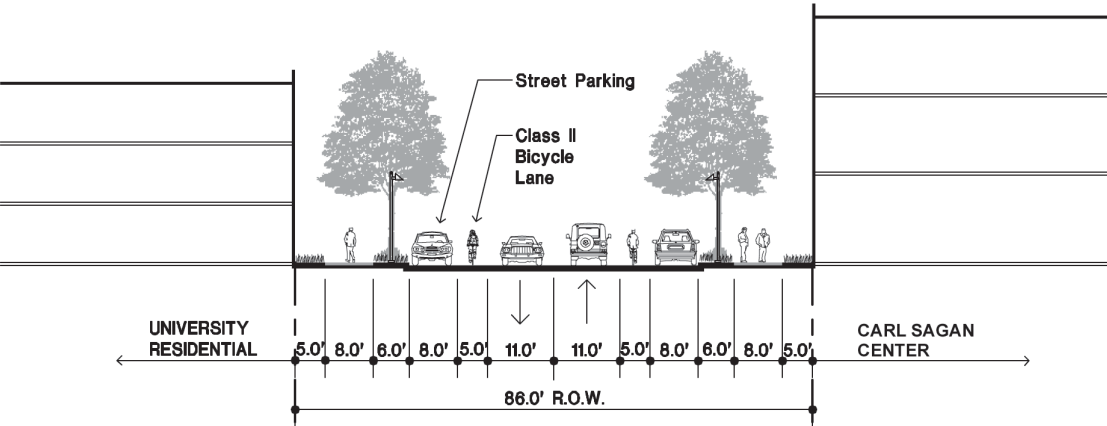 Street Parking
Class II
Bicycle
Lane
UNIVERSITY
RESIDENTIAL
5.0' 8.0' 6.0' 8.0' 5.0' 11.0' 11.0' 5.0' 8.0' 6.0' 8.0' 5.0'
CARL SAGAN
CENTER
86.0' R.O.W.